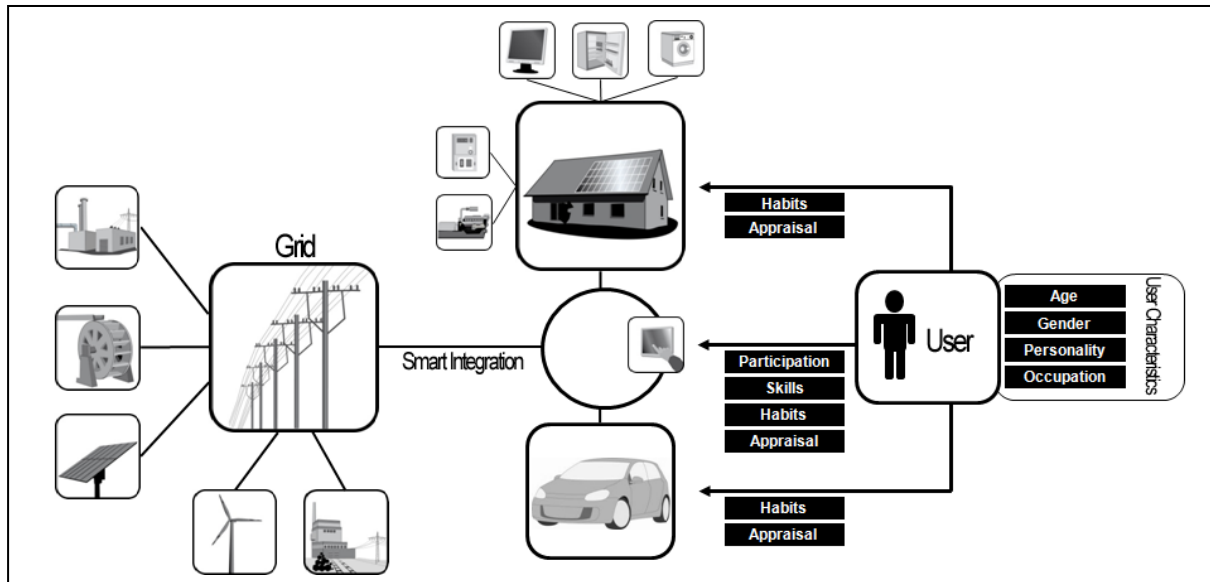 Grid
Smart Integration
Habits
Appraisal
Participation
Skills
Habits
Appraisal
Habits
Appraisal
User
Age
Gender
Personality
Occupation
User Characteristics